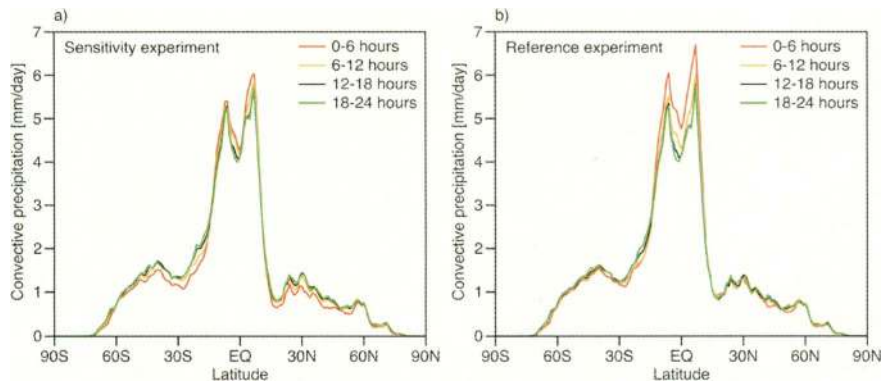 a)
Sensitivity experiment
0-6 hours
6-12 hours
12-18 hours
18-24 hours
Convective precipitation [mm/day]
7
6
5
4
3
2
1
0
90S 60S 30S EQ 30N 60N 90N
Latitude
b)
Reference experiment
0-6 hours
6-12 hours
12-18 hours
18-24 hours
Convective precipitation [mm/day]
7
6
5
4
3
2
1
0
90S 60S 30S EQ 30N 60N 90N
Latitude